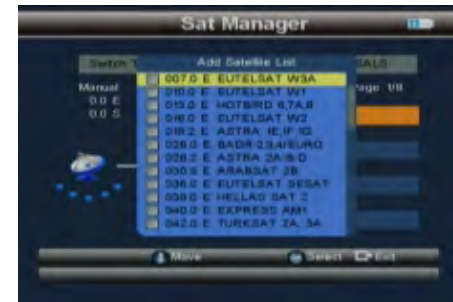 Sat Manager
Switch
Add Satellite List
SALS
Manual
Page 1/8
0.0 E
0.0 S
007.0 E EUTELSAT W3A
010.0 E EUTELSAT W1
013.0 E HOTBIRD 6,7A,8
016.0 E EUTELSAT W2
019.2 E ASTRA 1E,1F,1G
026.0 E BADR-2,3,4/EURO
028.2 E ASTRA 2A/B/D
030.5 E ARABSAT 2B
036.0 E EUTELSAT SESAT
039.0 E HELLAS SAT 2
040.0 E EXPRESS AM1
042.0 E TURKSAT 2A, 3A
Move
Select
Exit